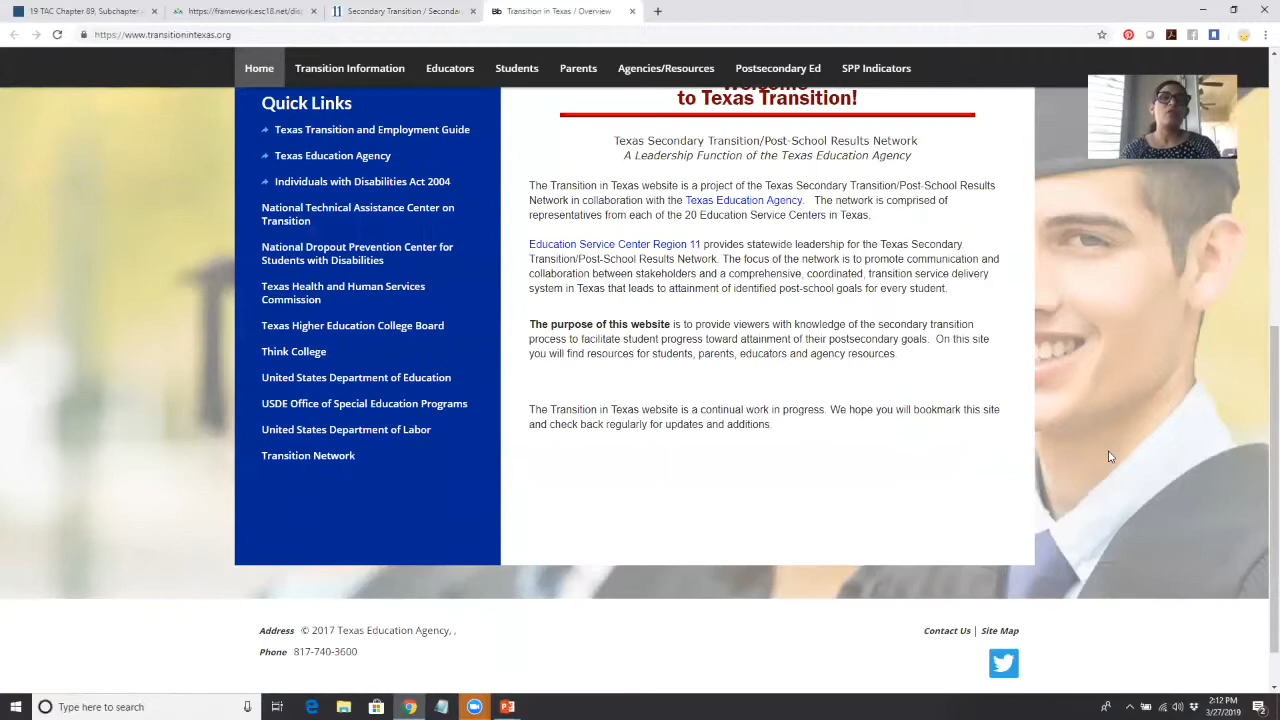 19 TAC Chapter 89, Subchapter
https://framework.esc18.net/disp
Secondary Transition / Secondary
Transition in Texas / Overview
https://www.transitionintexas.org
Home
Transition Information
Educators
Students
Parents
Agencies/Resources
Postsecondary Ed
SPP Indicators
Quick Links
Texas Transition and Employment Guide
Texas Education Agency
Individuals with Disabilities Act 2004
National Technical Assistance Center on
Transition
National Dropout Prevention Center for
Students with Disabilities
Texas Health and Human Services
Commission
Texas Higher Education College Board
Think College
United States Department of Education
USDE Office of Special Education Programs
United States Department of Labor
Transition Network
Welcome
to Texas Transition!
Texas Secondary Transition/Post-School Results Network
A Leadership Function of the Texas Education Agency
The Transition in Texas website is a project of the Texas Secondary Transition/Post-School Results
Network in collaboration with the Texas Education Agency. The network is comprised of
representatives from each of the 20 Education Service Centers in Texas.
Education Service Center Region 11 provides statewide leadership for the Texas Secondary
Transition/Post-School Results Network. The focus of the network is to promote communication and
collaboration between stakeholders and a comprehensive, coordinated, transition service delivery
system in Texas that leads to attainment of identified post-school goals for every student.
The purpose of this website is to provide viewers with knowledge of the secondary transition
process to facilitate student progress toward attainment of their postsecondary goals. On this site
you will find resources for students, parents, educators and agency resources.
The Transition in Texas website is a continual work in progress. We hope you will bookmark this site
and check back regularly for updates and additions.
Address © 2017 Texas Education Agency, ,
Phone 817-740-3600
Contact Us | Site Map
Type here to search
2:12 PM
3/27/2019